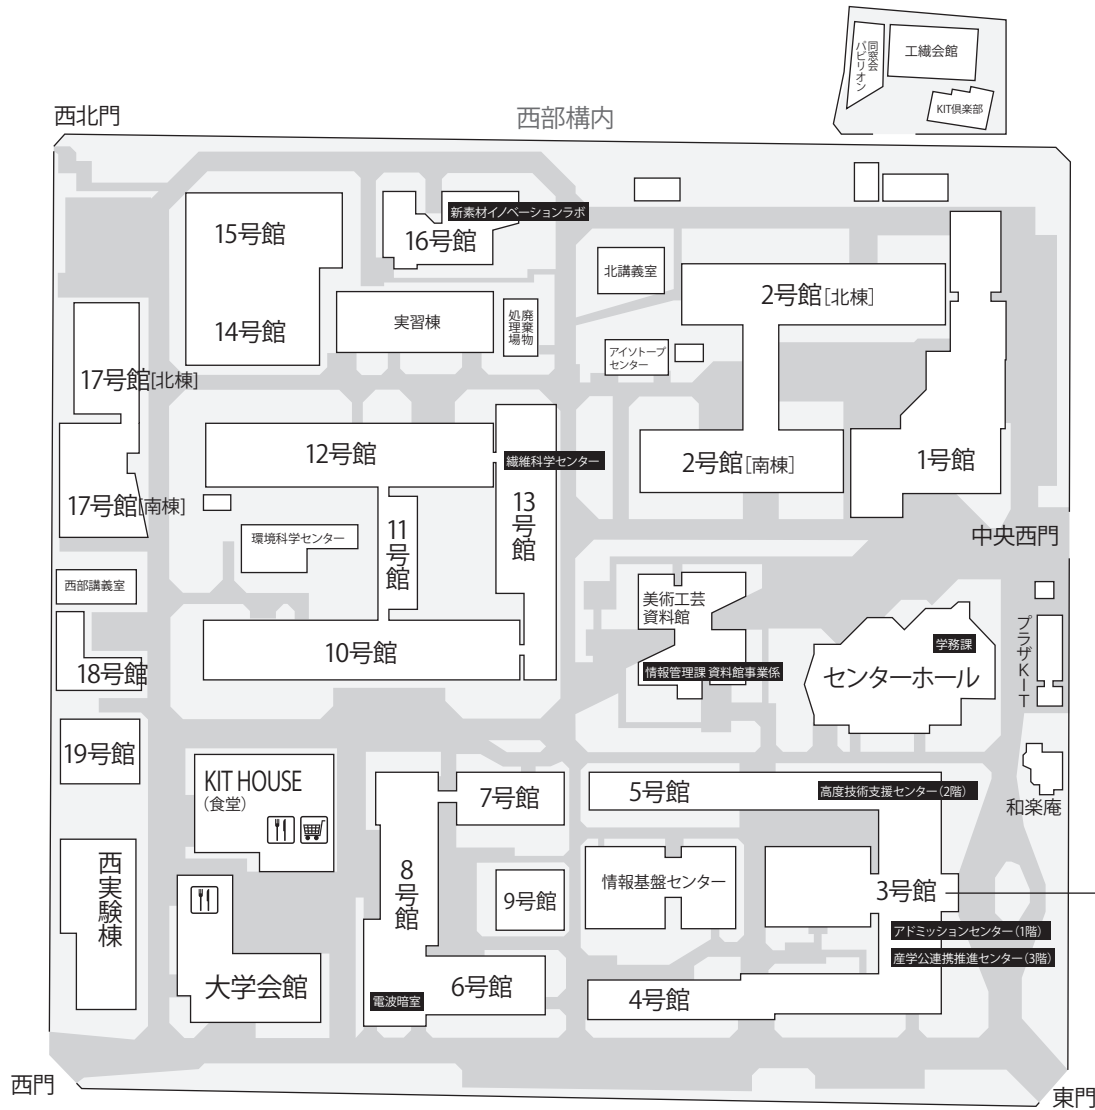 同窓会
パビリオン
工繊会館
KIT倶楽部
西北門
西部構内
15号館
新素材イノベーションラボ
16号館
北講義室
2号館[北棟]
14号館
実習棟
廃棄物
処理場
アイソトープ
センター
17号館[北棟]
12号館
繊維科学センター
2号館[南棟]
1号館
17号館[南棟]
13号館
11号館
環境科学センター
中央西門
西部講義室
美術工芸
資料館
プラザKIT
学務課
10号館
18号館
情報管理課 資料館事業係
センターホール
19号館
KIT HOUSE
(食堂)
7号館
5号館
高度技術支援センター(2階)
和楽庵
西実験棟
8号館
9号館
情報基盤センター
3号館
アドミッションセンター(1階)
産学公連携推進センター(3階)
大学会館
電波暗室
6号館
4号館
西門
東門